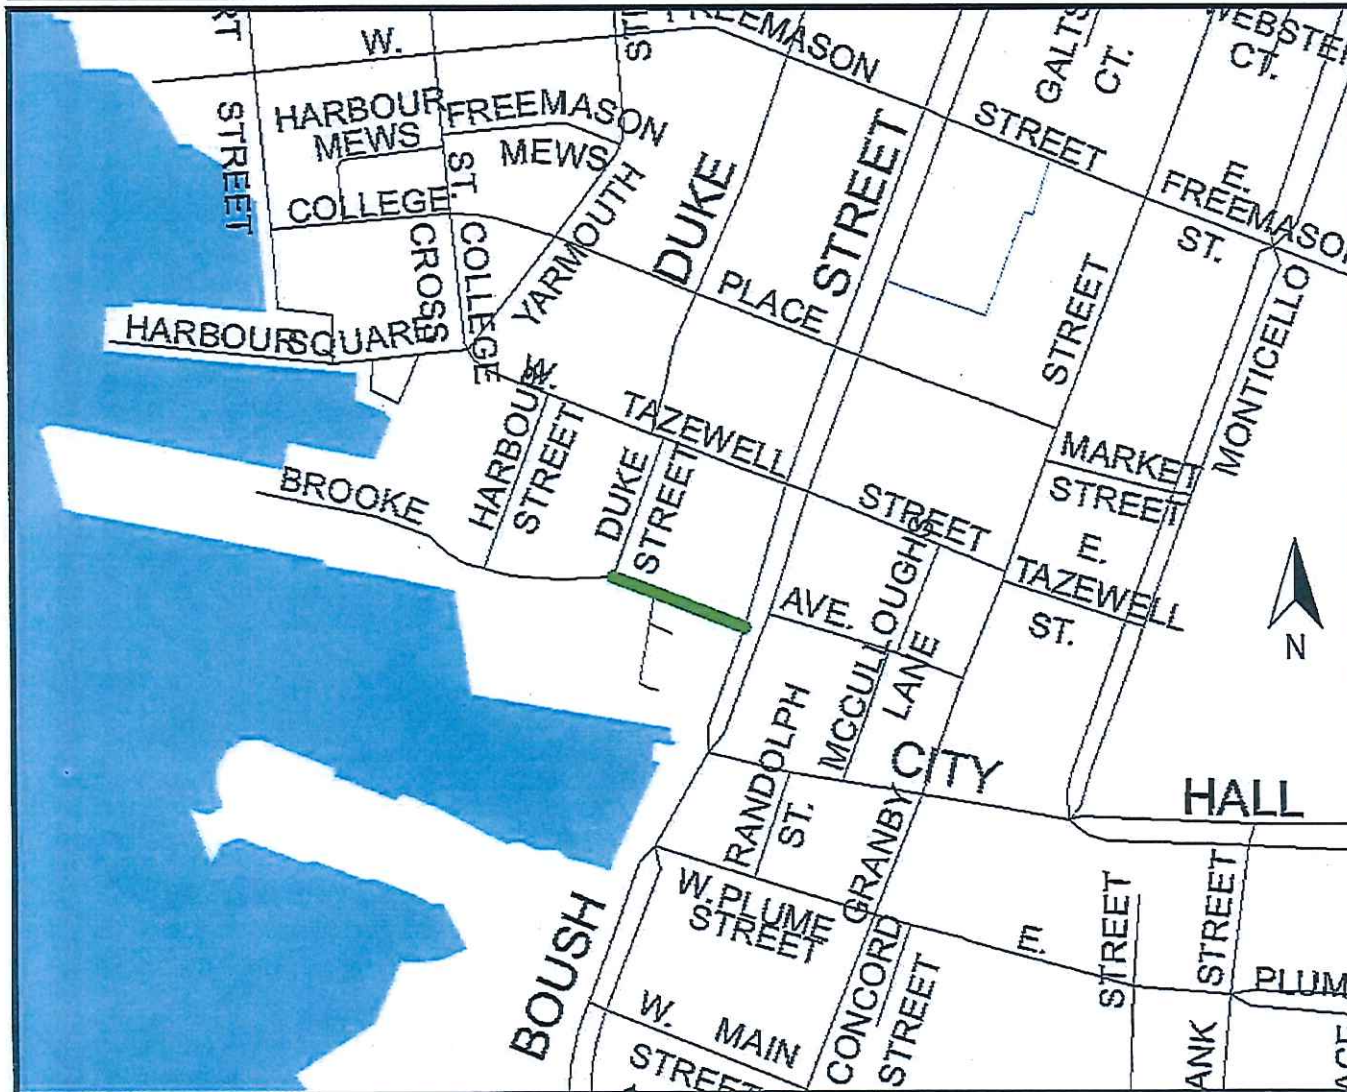 W.
FREEMASON
STREET
GALTS
CT.
WEBSTER
CT.
STREET
HARBOUR
MEWS
FREEMASON
MEWS
ST.
COLLEGE
PLACE
CROSS
COLLEGE
YARMOUTH
DUKE
STREET
STREET
E.
FREEMASON
ST.
MONTICELLO
HARBOUR SQUARE
W.
TAZEWELL
STREET
HARBOUR
STREET
DUKE
STREET
BROOKE
AVE.
MARKET
STREET
E.
TAZEWELL
ST.
MCCULLOUGHS
LANE
N
RANDOLPH
ST.
CITY
HALL
GRANBY
W. PLUME
STREET
E.
PLUM
BOUSH
CONCORD
STREET
STREET
STREET
ANK
W. MAIN
STREET